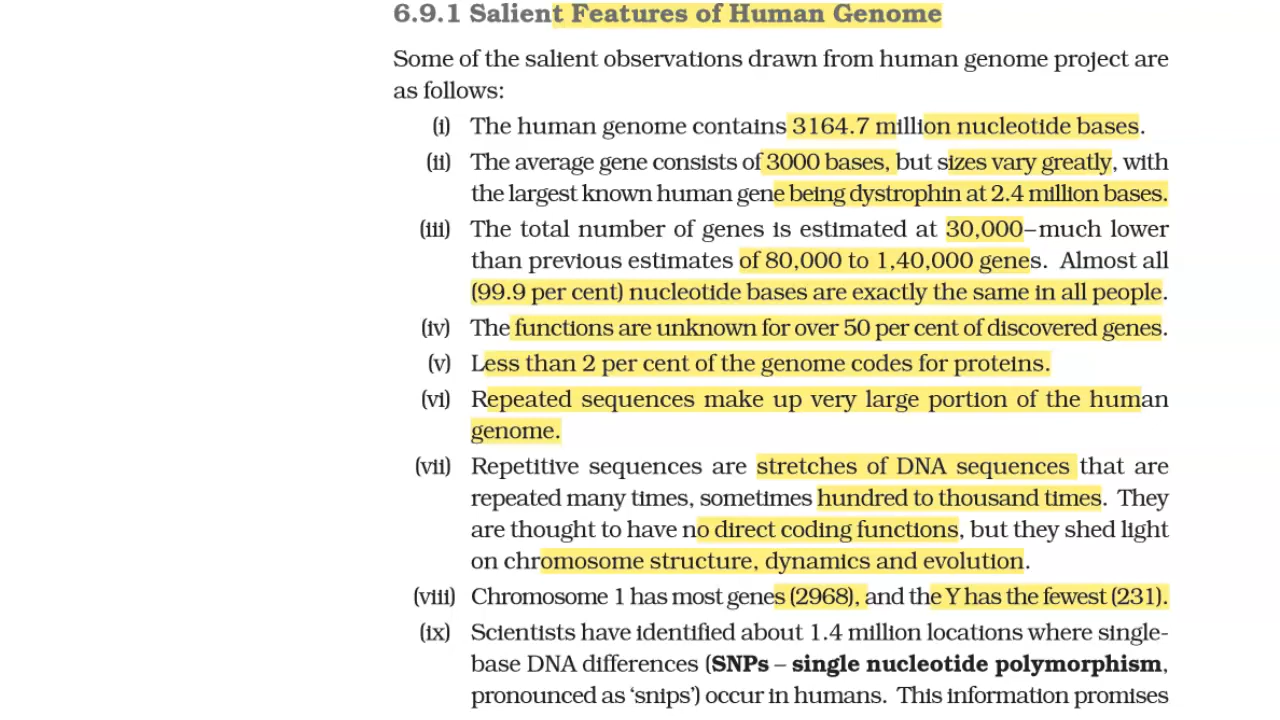 6.9.1 Salient Features of Human Genome
Some of the salient observations drawn from human genome project are
as follows:
(i) The human genome contains 3164.7 million nucleotide bases.
(ii) The average gene consists of 3000 bases, but sizes vary greatly, with
the largest known human gene being dystrophin at 2.4 million bases.
(iii) The total number of genes is estimated at 30,000–much lower
than previous estimates of 80,000 to 1,40,000 genes. Almost all
(99.9 per cent) nucleotide bases are exactly the same in all people.
(iv) The functions are unknown for over 50 per cent of discovered genes.
(v) Less than 2 per cent of the genome codes for proteins.
(vi) Repeated sequences make up very large portion of the human
genome.
(vii) Repetitive sequences are stretches of DNA sequences that are
repeated many times, sometimes hundred to thousand times. They
are thought to have no direct coding functions, but they shed light
on chromosome structure, dynamics and evolution.
(viii) Chromosome 1 has most genes (2968), and the Y has the fewest (231).
(ix) Scientists have identified about 1.4 million locations where single-
base DNA differences (SNPs – single nucleotide polymorphism,
pronounced as ‘snips’) occur in humans. This information promises